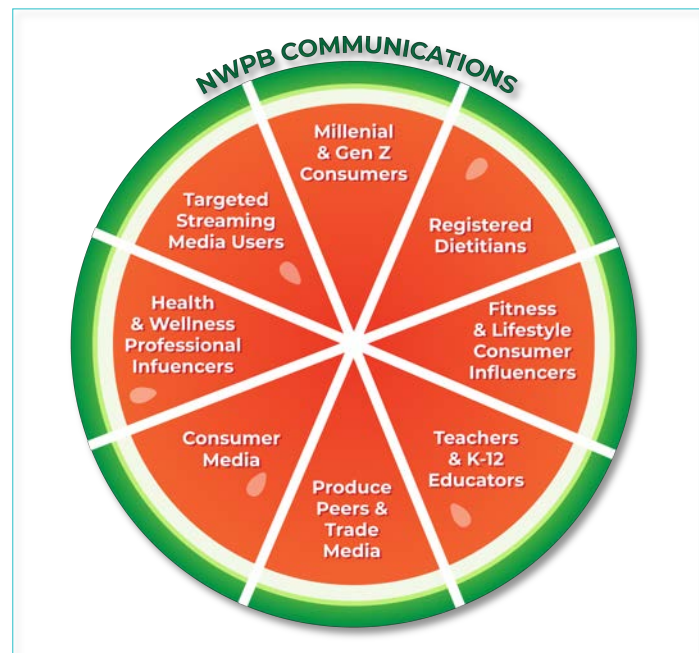 NWPB COMMUNICATIONS
Millenial
& Gen Z
Consumers
Registered
Dietitians
Fitness
& Lifestyle
Consumer
Influencers
Teachers
& K-12
Educators
Produce
Peers &
Trade
Media
Consumer
Media
Health
& Wellness
Professional
Infuencers
Targeted
Streaming
Media Users